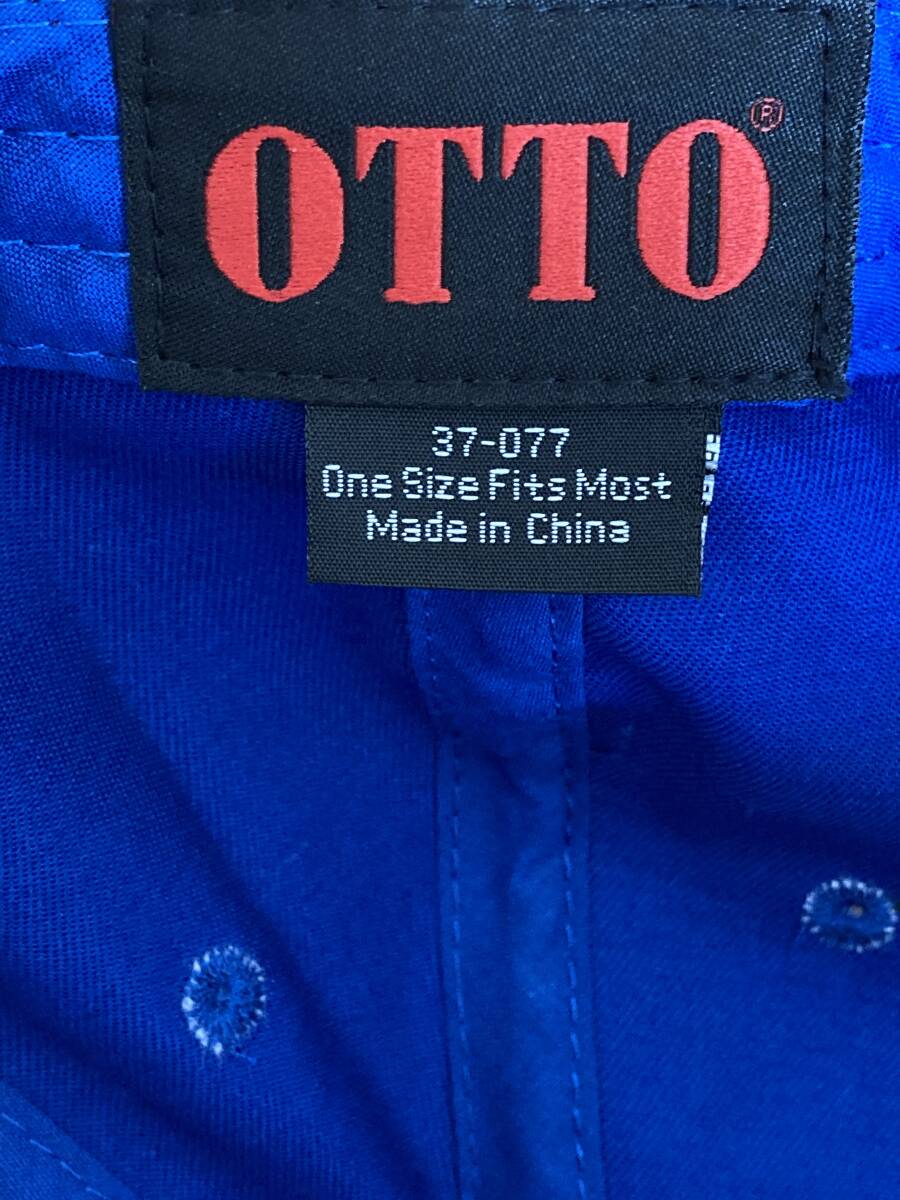 OTTO®
37-077
One Size Fits Most
Made in China